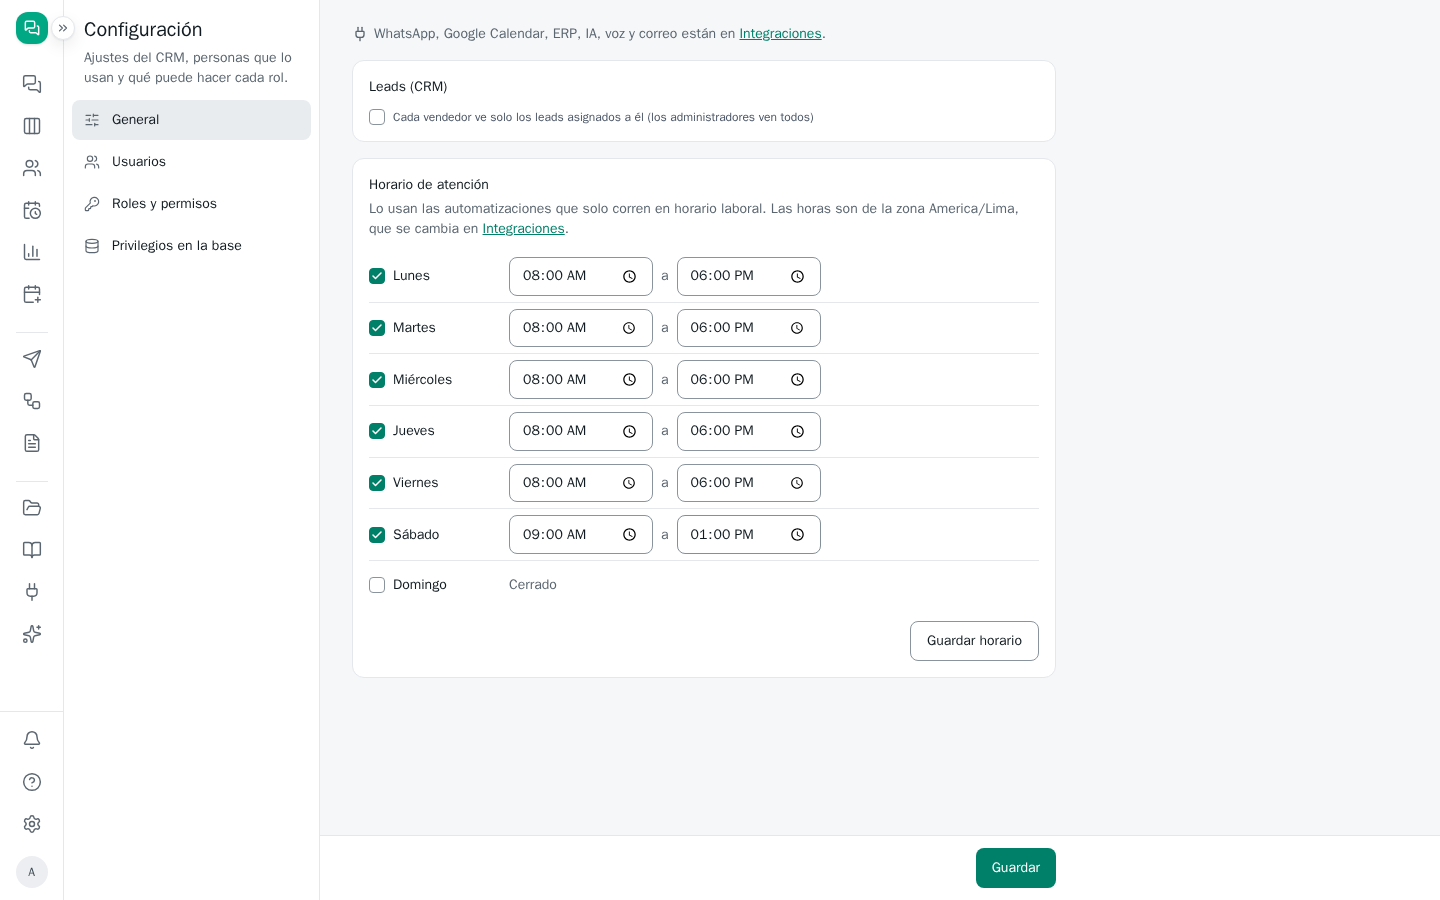 Configuración
Ajustes del CRM, personas que lo
usan y qué puede hacer cada rol.
General
Usuarios
Roles y permisos
Privilegios en la base
A
WhatsApp, Google Calendar, ERP, IA, voz y correo están en Integraciones.
Leads (CRM)
Cada vendedor ve solo los leads asignados a él (los administradores ven todos)
Horario de atención
Lo usan las automatizaciones que solo corren en horario laboral. Las horas son de la zona America/Lima,
que se cambia en Integraciones.
Lunes 08:00 AM a 06:00 PM
Martes 08:00 AM a 06:00 PM
Miércoles 08:00 AM a 06:00 PM
Jueves 08:00 AM a 06:00 PM
Viernes 08:00 AM a 06:00 PM
Sábado 09:00 AM a 01:00 PM
Domingo Cerrado
Guardar horario
Guardar